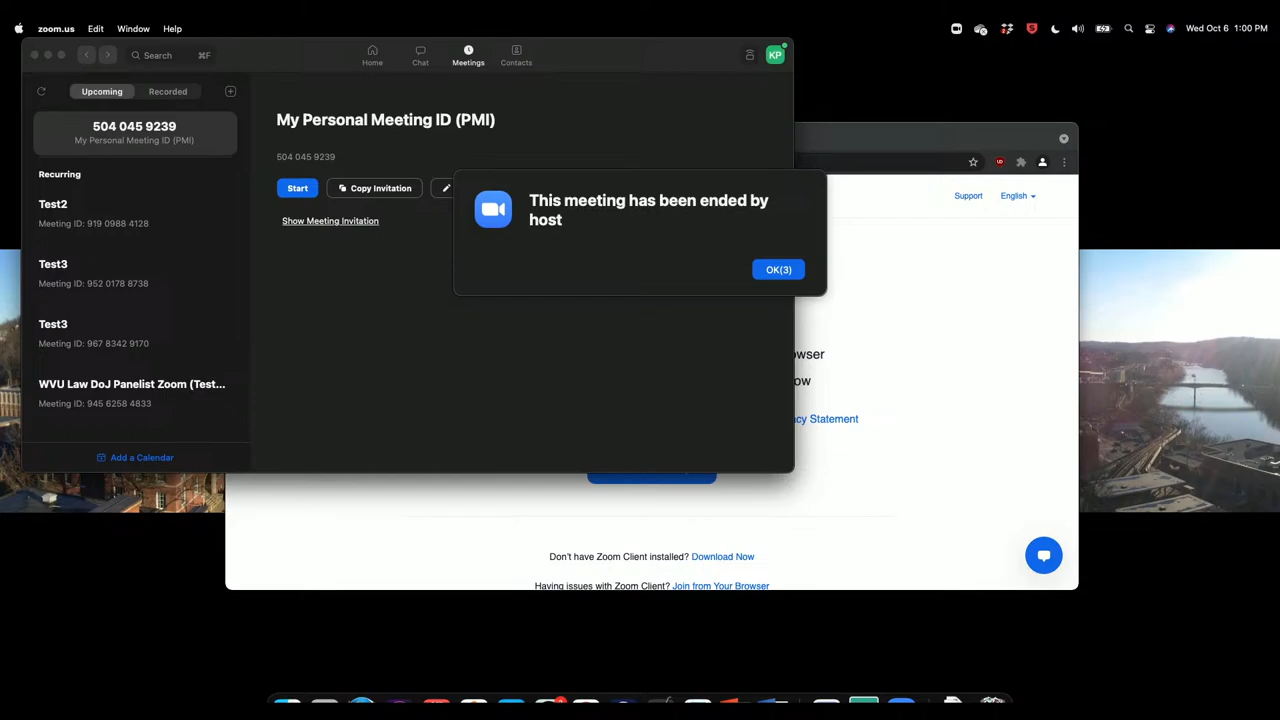 zoom.us Edit Window Help
Wed Oct 6 1:00 PM
Search ⌘F
Home Chat Meetings Contacts
KP
Upcoming Recorded
504 045 9239
My Personal Meeting ID (PMI)
Recurring
Test2
Meeting ID: 919 0988 4128
Test3
Meeting ID: 952 0178 8738
Test3
Meeting ID: 967 8342 9170
WVU Law DoJ Panelist Zoom (Test...
Meeting ID: 945 6258 4833
Add a Calendar
My Personal Meeting ID (PMI)
504 045 9239
Start Copy Invitation
Show Meeting Invitation
This meeting has been ended by
host
OK(3)
Support English
owser
ow
acy Statement
Don't have Zoom Client installed? Download Now
Having issues with Zoom Client? Join from Your Browser